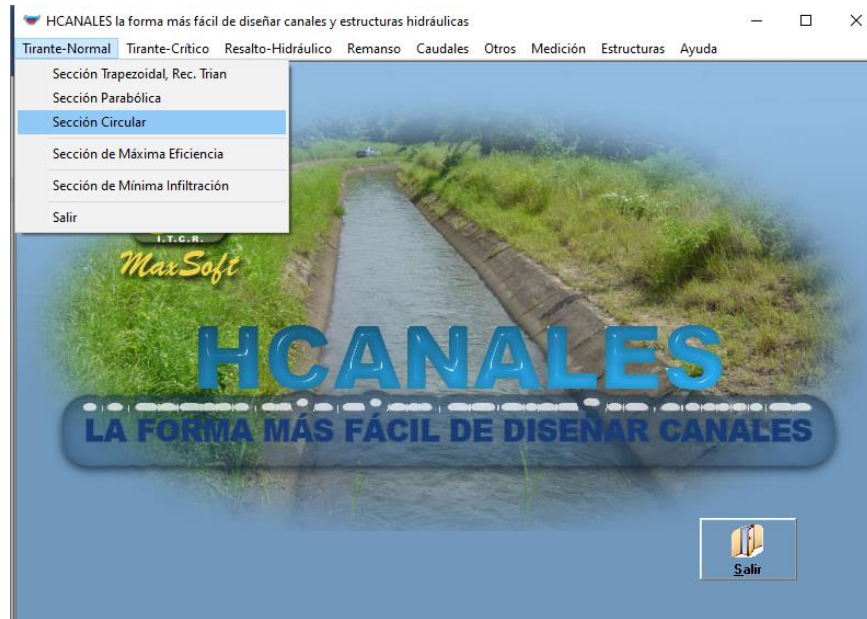 HCANALES la forma más fácil de diseñar canales y estructuras hidráulicas
Tirante-Normal Tirante-Crítico Resalto-Hidráulico Remanso Caudales Otros Medición Estructuras Ayuda
Sección Trapezoidal, Rec. Trian
Sección Parabólica
Sección Circular
Sección de Máxima Eficiencia
Sección de Mínima Infiltración
Salir
I.T.C.R.
MaxSoft
HCANALES
LA FORMA MÁS FÁCIL DE DISEÑAR CANALES
Salir